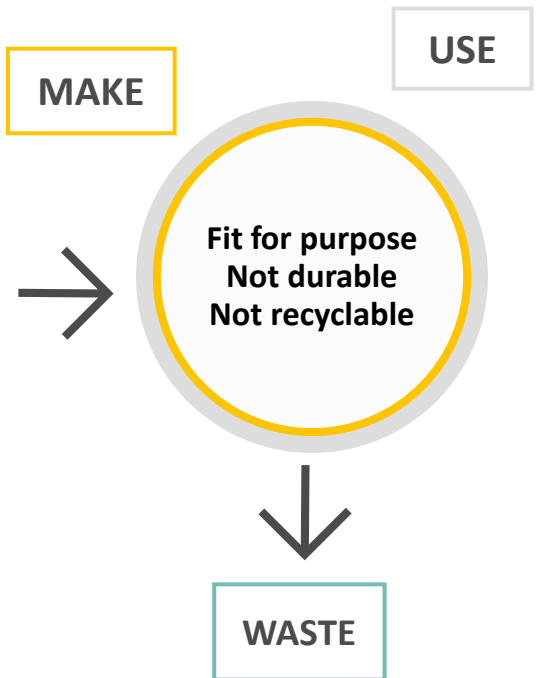 USE
MAKE
Fit for purpose
Not durable
Not recyclable
WASTE